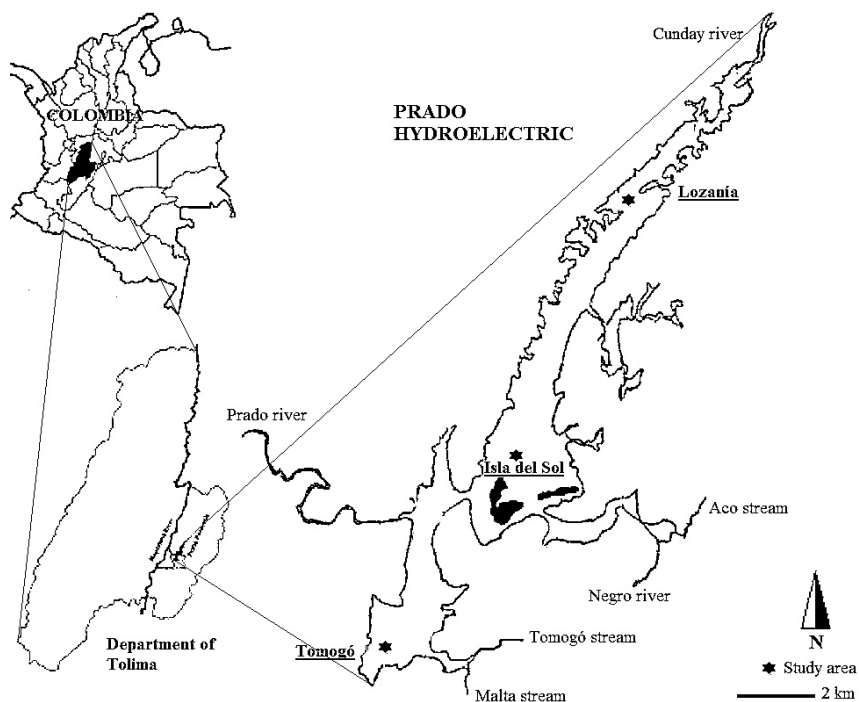 Cunday river
COLOMBIA
PRADO
HYDROELECTRIC
Lozanía
Prado river
Isla del Sol
Aco stream
Negro river
Department of
Tolima
Tomogó
Tomogó stream
Malta stream
N
Study area
2 km